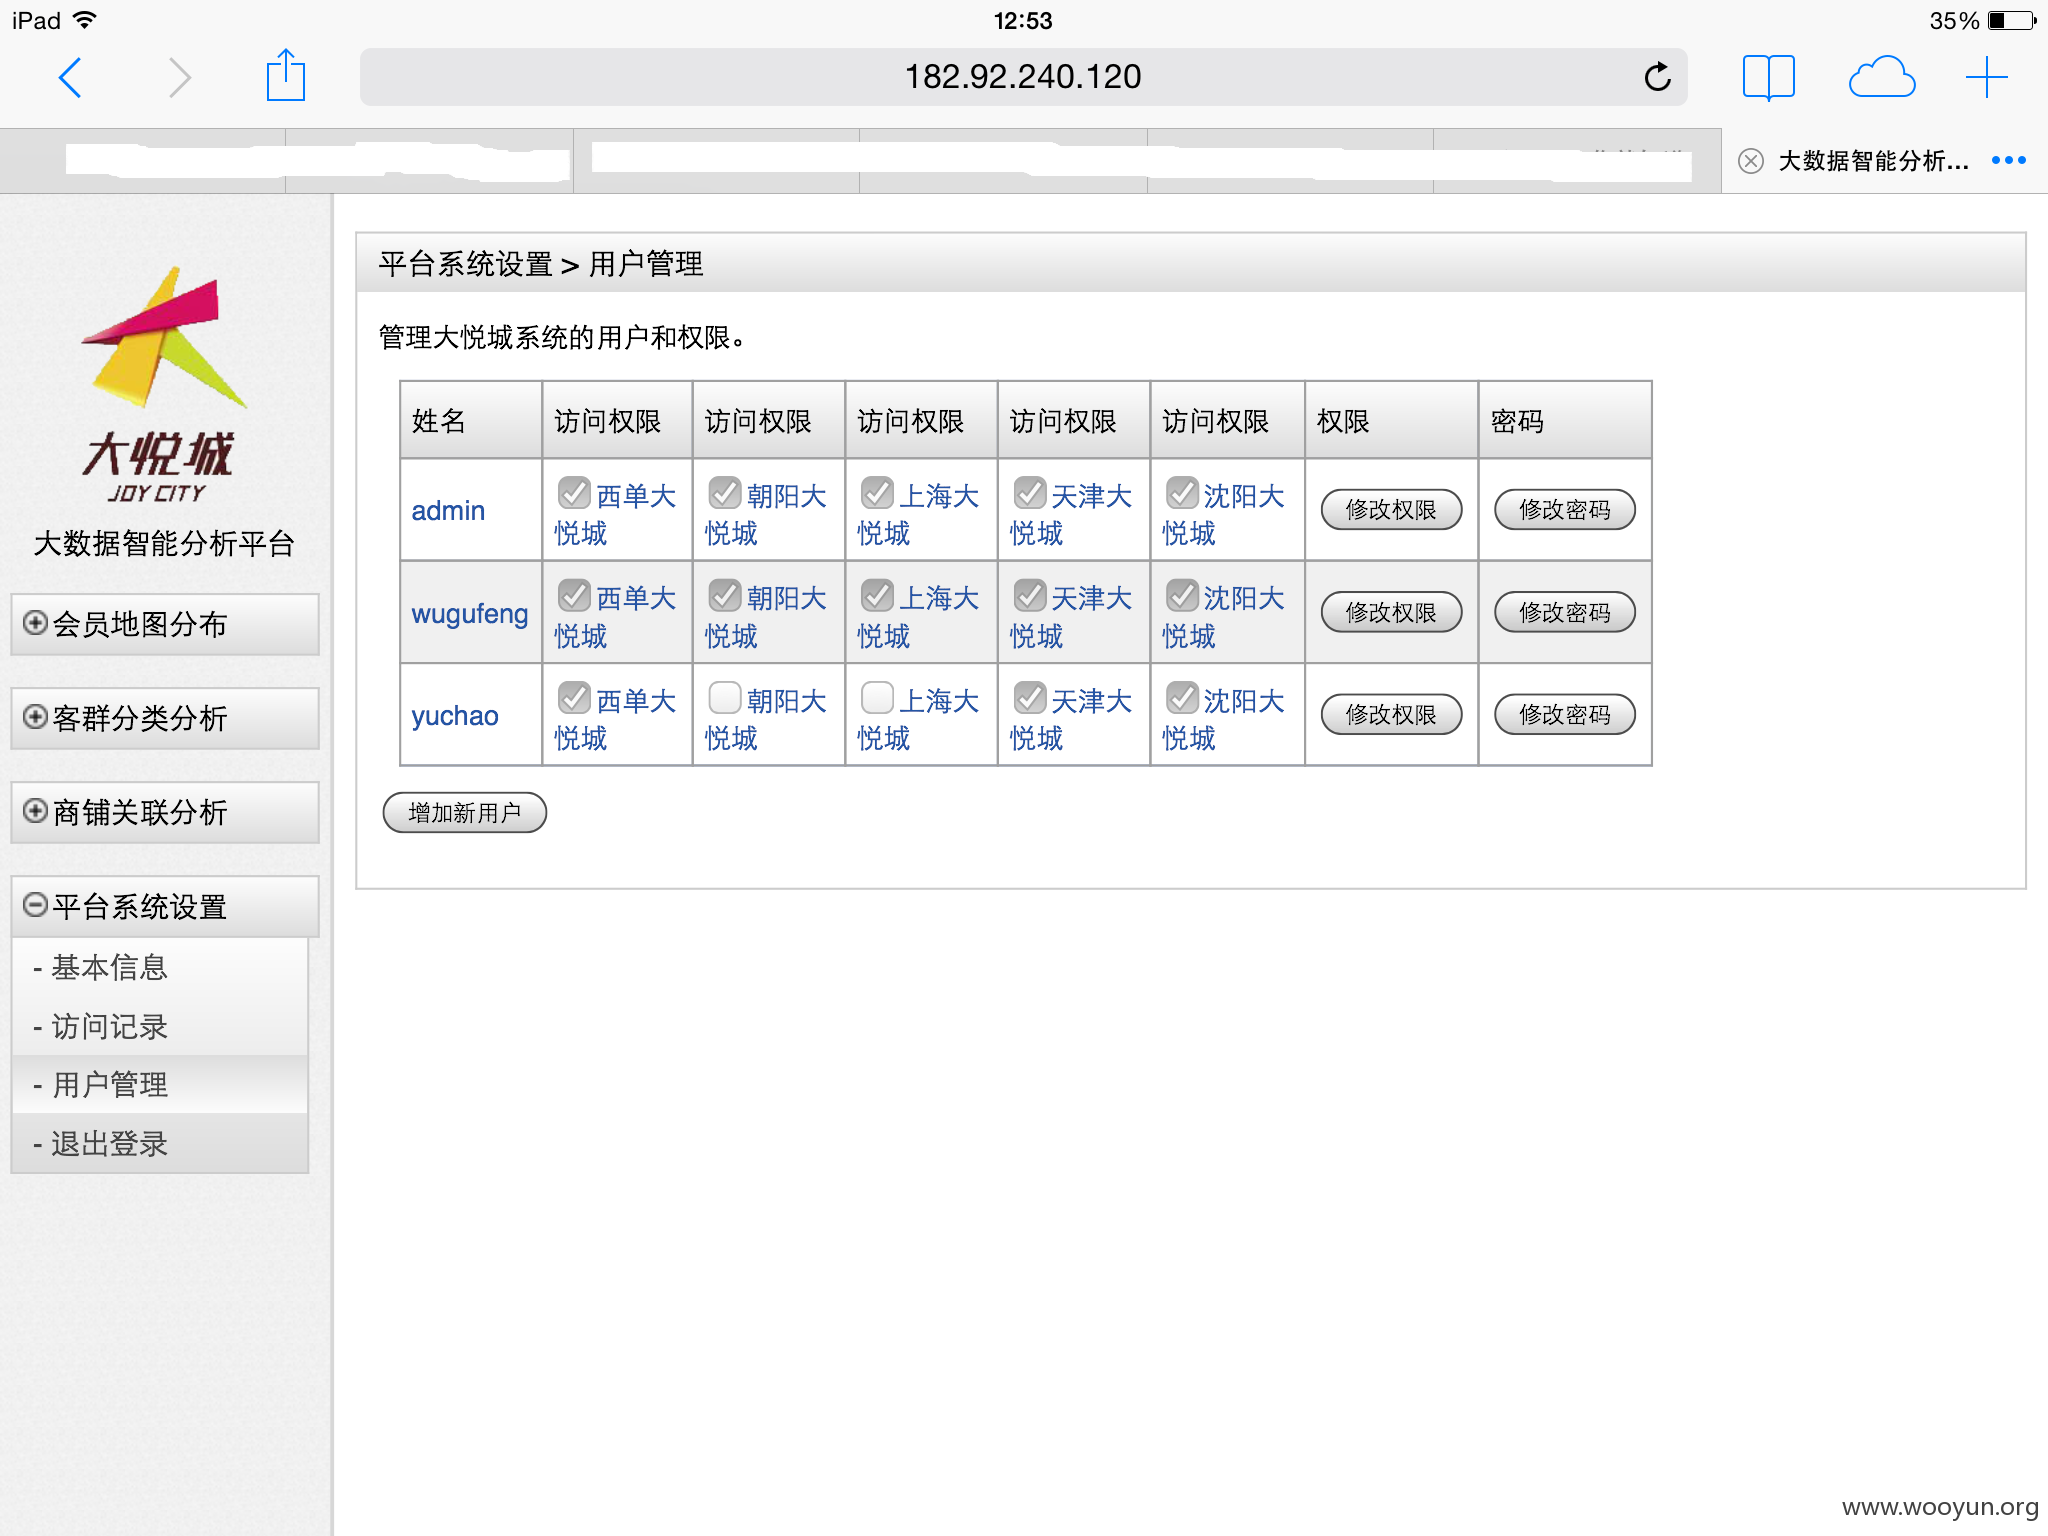 iPad
12:53
35%
182.92.240.120
大数据智能分析...
大悦城
JOY CITY
大数据智能分析平台
会员地图分布
客群分类分析
商铺关联分析
平台系统设置
- 基本信息
- 访问记录
- 用户管理
- 退出登录
平台系统设置 > 用户管理
管理大悦城系统的用户和权限。
姓名 访问权限 访问权限 访问权限 访问权限 访问权限 权限 密码
admin 西单大悦城 朝阳大悦城 上海大悦城 天津大悦城 沈阳大悦城 修改权限 修改密码
wugufeng 西单大悦城 朝阳大悦城 上海大悦城 天津大悦城 沈阳大悦城 修改权限 修改密码
yuchao 西单大悦城 朝阳大悦城 上海大悦城 天津大悦城 沈阳大悦城 修改权限 修改密码
增加新用户
www.wooyun.org